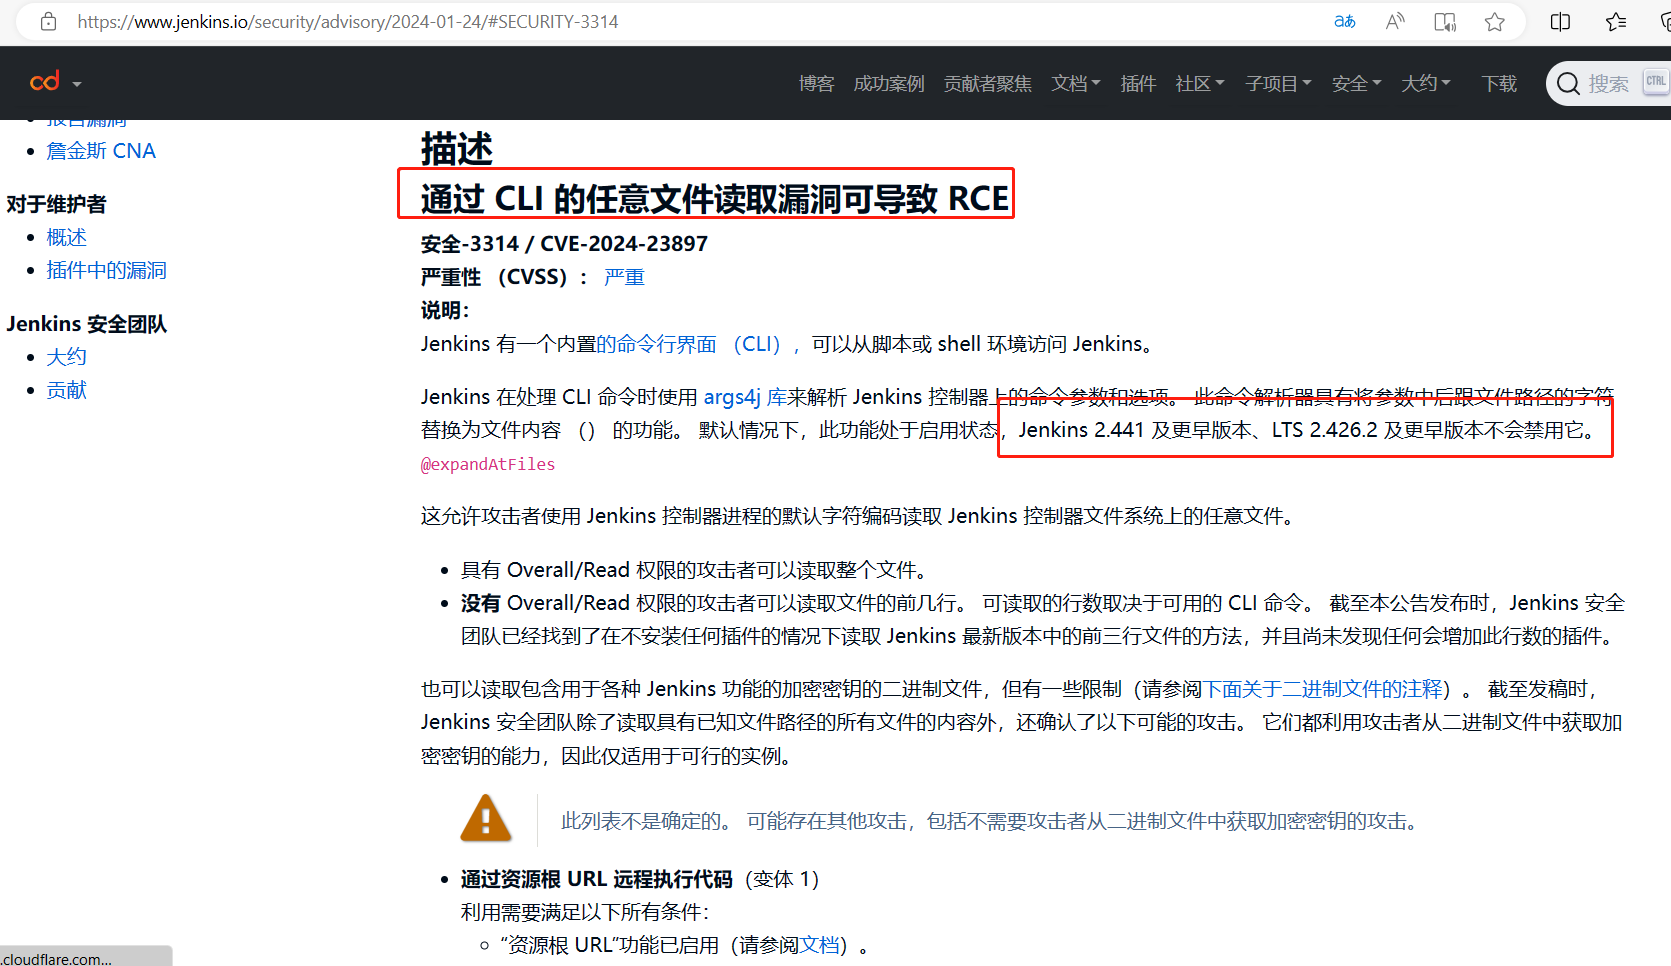 https://www.jenkins.io/security/advisory/2024-01-24/#SECURITY-3314
博客 成功案例 贡献者聚焦 文档 插件 社区 子项目 安全 大约 下载 搜索 CTRL
报告漏洞
詹金斯 CNA
对于维护者
概述
插件中的漏洞
Jenkins 安全团队
大约
贡献
描述
通过 CLI 的任意文件读取漏洞可导致 RCE
安全-3314 / CVE-2024-23897
严重性 （CVSS）： 严重
说明：
Jenkins 有一个内置的命令行界面 （CLI），可以从脚本或 shell 环境访问 Jenkins。
Jenkins 在处理 CLI 命令时使用 args4j 库来解析 Jenkins 控制器上的命令参数和选项。 此命令解析器具有将参数中后跟文件路径的字符
替换为文件内容 （） 的功能。 默认情况下，此功能处于启用状态，Jenkins 2.441 及更早版本、LTS 2.426.2 及更早版本不会禁用它。
@expandAtFiles
这允许攻击者使用 Jenkins 控制器进程的默认字符编码读取 Jenkins 控制器文件系统上的任意文件。
具有 Overall/Read 权限的攻击者可以读取整个文件。
没有 Overall/Read 权限的攻击者可以读取文件的前几行。 可读取的行数取决于可用的 CLI 命令。 截至本公告发布时，Jenkins 安全
团队已经找到了在不安装任何插件的情况下读取 Jenkins 最新版本中的前三行文件的方法，并且尚未发现任何会增加此行数的插件。
也可以读取包含用于各种 Jenkins 功能的加密密钥的二进制文件，但有一些限制（请参阅下面关于二进制文件的注释）。 截至发稿时，
Jenkins 安全团队除了读取具有已知文件路径的所有文件的内容外，还确认了以下可能的攻击。 它们都利用攻击者从二进制文件中获取加
密密钥的能力，因此仅适用于可行的实例。
此列表不是确定的。 可能存在其他攻击，包括不需要攻击者从二进制文件中获取加密密钥的攻击。
通过资源根 URL 远程执行代码（变体 1）
利用需要满足以下所有条件：
“资源根 URL”功能已启用（请参阅文档）。
.cloudflare.com...